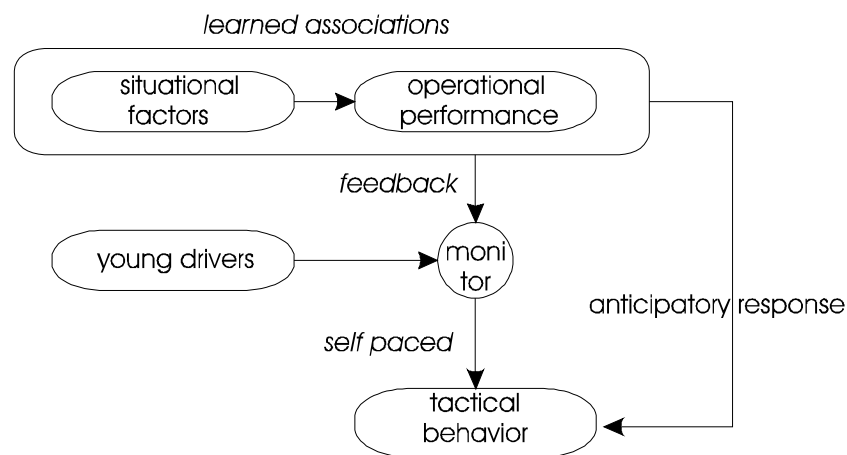 learned associations
situational
factors
operational
performance
feedback
young drivers
moni
tor
anticipatory response
self paced
tactical
behavior